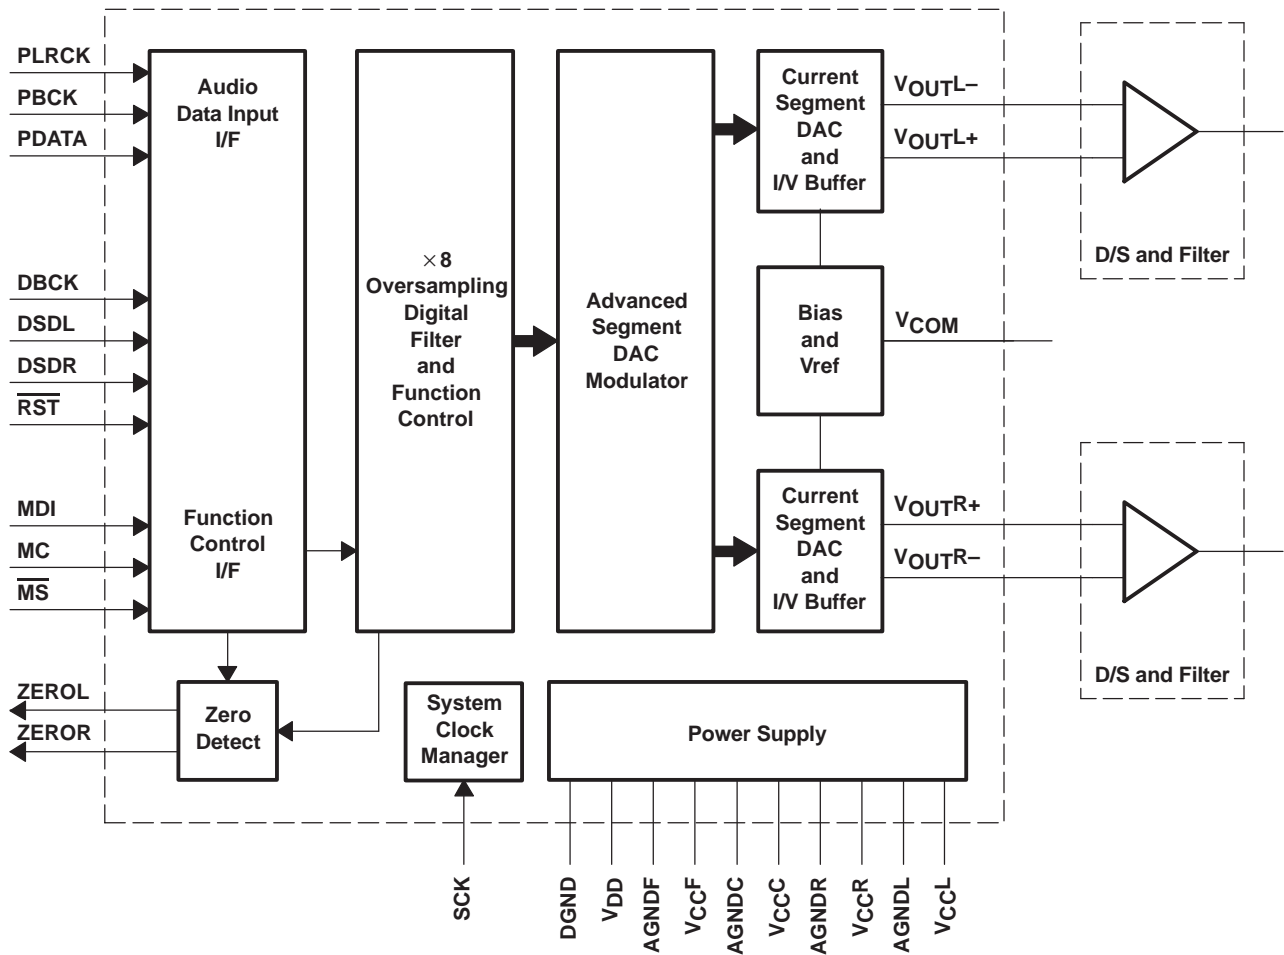 PLRCK
PBCK
PDATA
DBCK
DSDL
DSDR
RST
MDI
MC
MS
ZEROL
ZEROR
Audio
Data Input
I/F
Function
Control
I/F
×8
Oversampling
Digital
Filter
and
Function
Control
Advanced
Segment
DAC
Modulator
Current
Segment
DAC
and
I/V Buffer
Bias
and
Vref
Current
Segment
DAC
and
I/V Buffer
VOUTL–
VOUTL+
VCOM
VOUTR+
VOUTR–
D/S and Filter
D/S and Filter
Zero
Detect
System
Clock
Manager
Power Supply
SCK
DGND
VDD
AGNDF
VCCF
AGNDC
VCCC
AGNDR
VCCR
AGNDL
VCCL